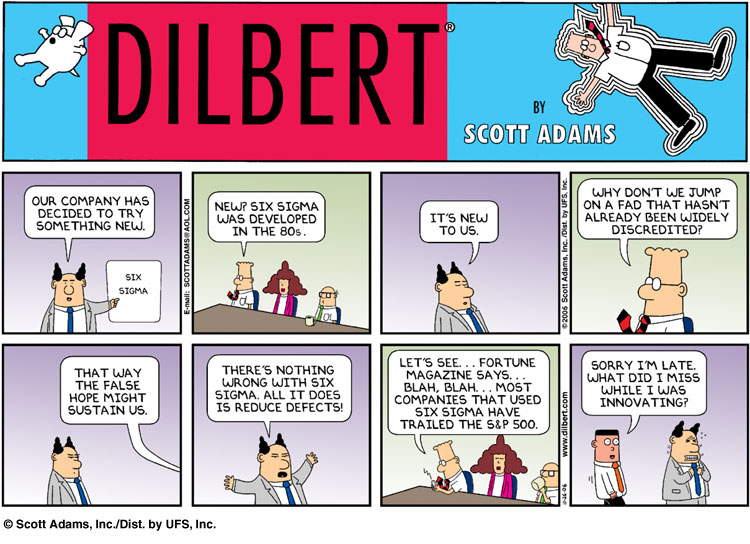 DILBERT®
BY
SCOTT ADAMS
OUR COMPANY HAS
DECIDED TO TRY
SOMETHING NEW.
SIX
SIGMA
E-mail: SCOTTADAMS@AOL.COM
NEW? SIX SIGMA
WAS DEVELOPED
IN THE 80s.
IT'S NEW
TO US.
©2006 Scott Adams, Inc./Dist. by UFS, Inc.
WHY DON'T WE JUMP
ON A FAD THAT HASN'T
ALREADY BEEN WIDELY
DISCREDITED?
THAT WAY
THE FALSE
HOPE MIGHT
SUSTAIN US.
THERE'S NOTHING
WRONG WITH SIX
SIGMA. ALL IT DOES
IS REDUCE DEFECTS!
LET'S SEE... FORTUNE
MAGAZINE SAYS...
BLAH, BLAH... MOST
COMPANIES THAT USED
SIX SIGMA HAVE
TRAILED THE S&P 500.
www.dilbert.com
11-26-06
SORRY I'M LATE.
WHAT DID I MISS
WHILE I WAS
INNOVATING?
© Scott Adams, Inc./Dist. by UFS, Inc.